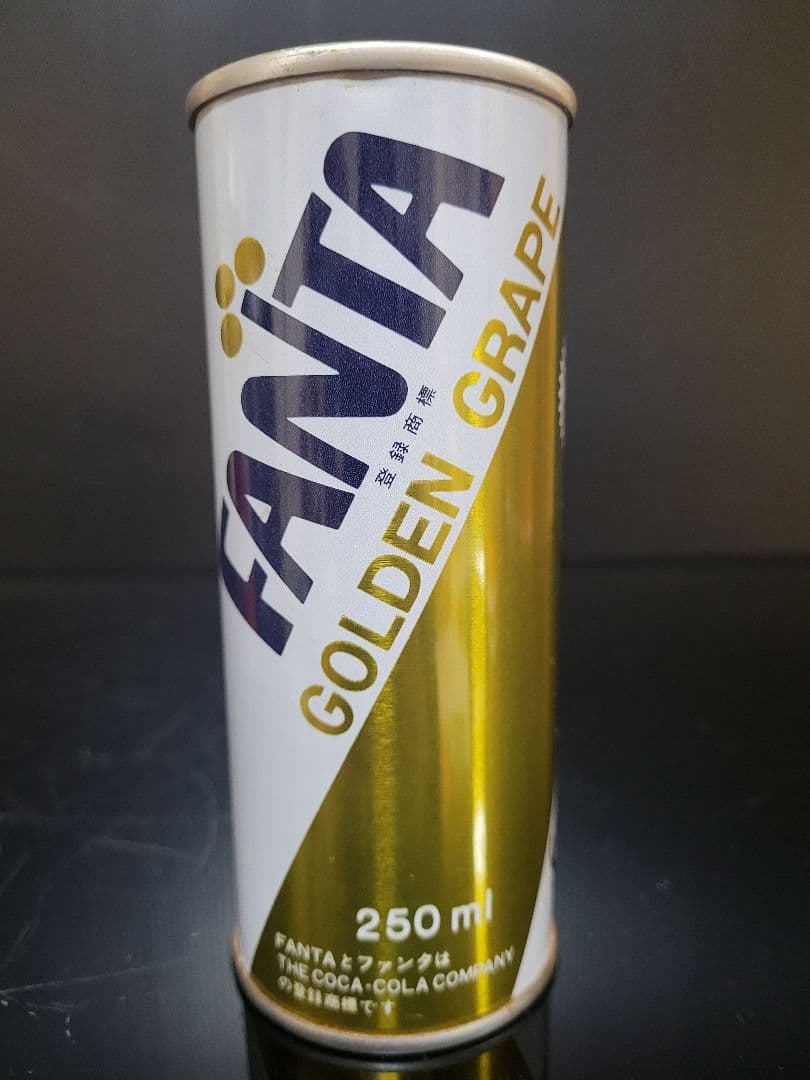 FANTA
登録商標
GOLDEN GRAPE
250 ml
FANTAとファンタは
THE COCA-COLA COMPANY
の登録商標です